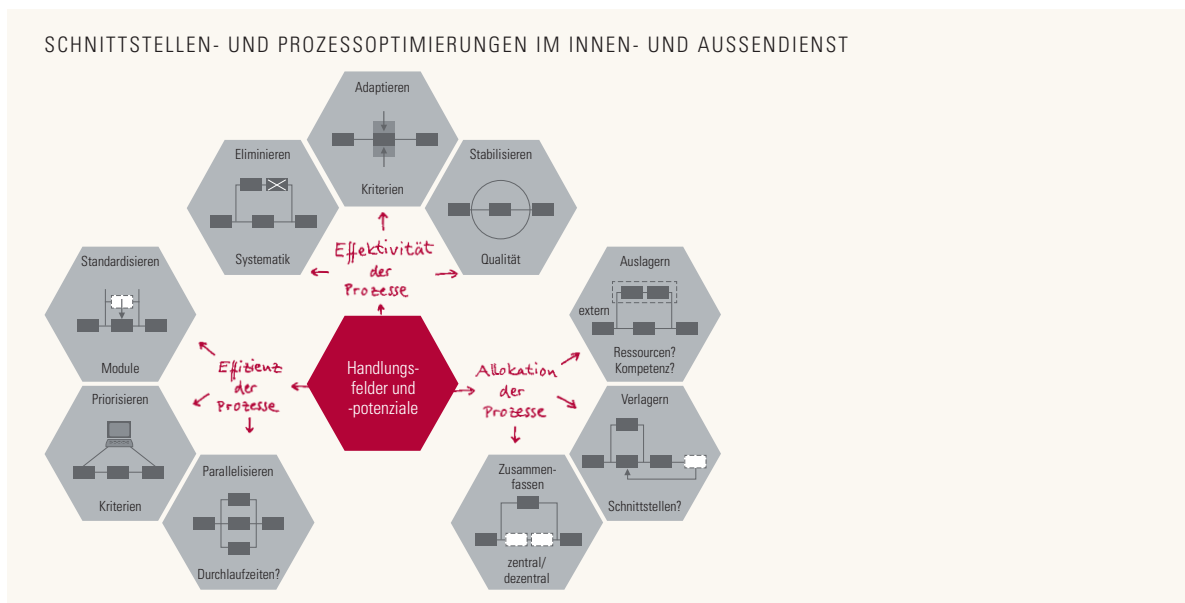 SCHNITTSTELLEN- UND PROZESSOPTIMIERUNGEN IM INNEN- UND AUSSENDIENST
Adaptieren
Kriterien
Eliminieren
Systematik
Stabilisieren
Qualität
Effektivität
der
Prozesse
Standardisieren
Module
Priorisieren
Kriterien
Parallelisieren
Durchlaufzeiten?
Effizienz
der
Prozesse
Handlungs-
felder und
-potenziale
Allokation
der
Prozesse
Auslagern
extern
Ressourcen?
Kompetenz?
Verlagern
Schnittstellen?
Zusammen-
fassen
zentral/
dezentral